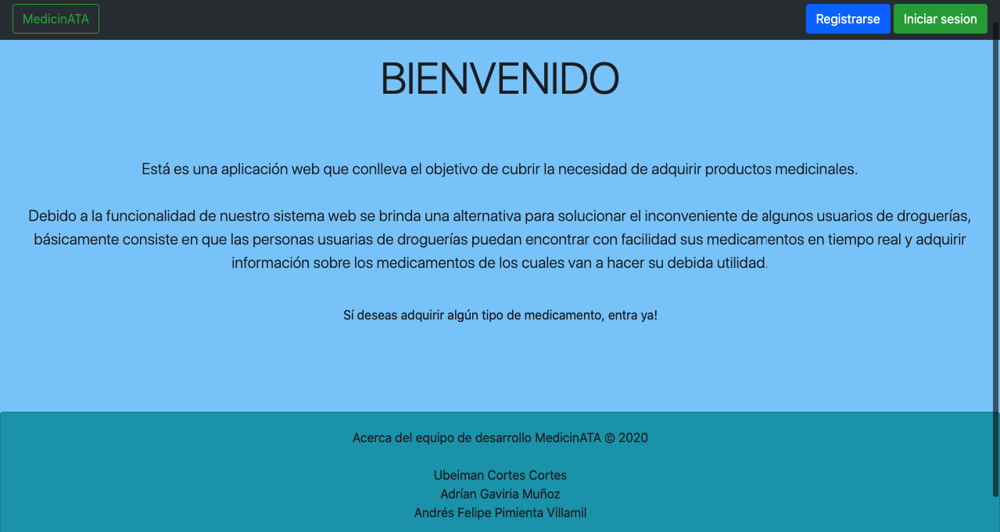 MedicinATA
Registrarse
Iniciar sesion
BIENVENIDO
Está es una aplicación web que conlleva el objetivo de cubrir la necesidad de adquirir productos medicinales.
Debido a la funcionalidad de nuestro sistema web se brinda una alternativa para solucionar el inconveniente de algunos usuarios de droguerías,
básicamente consiste en que las personas usuarias de droguerías puedan encontrar con facilidad sus medicamentos en tiempo real y adquirir
información sobre los medicamentos de los cuales van a hacer su debida utilidad.
Sí deseas adquirir algún tipo de medicamento, entra ya!
Acerca del equipo de desarrollo MedicinATA © 2020
Ubeiman Cortes Cortes
Adrían Gaviria Muñoz
Andrés Felipe Pimienta Villamil